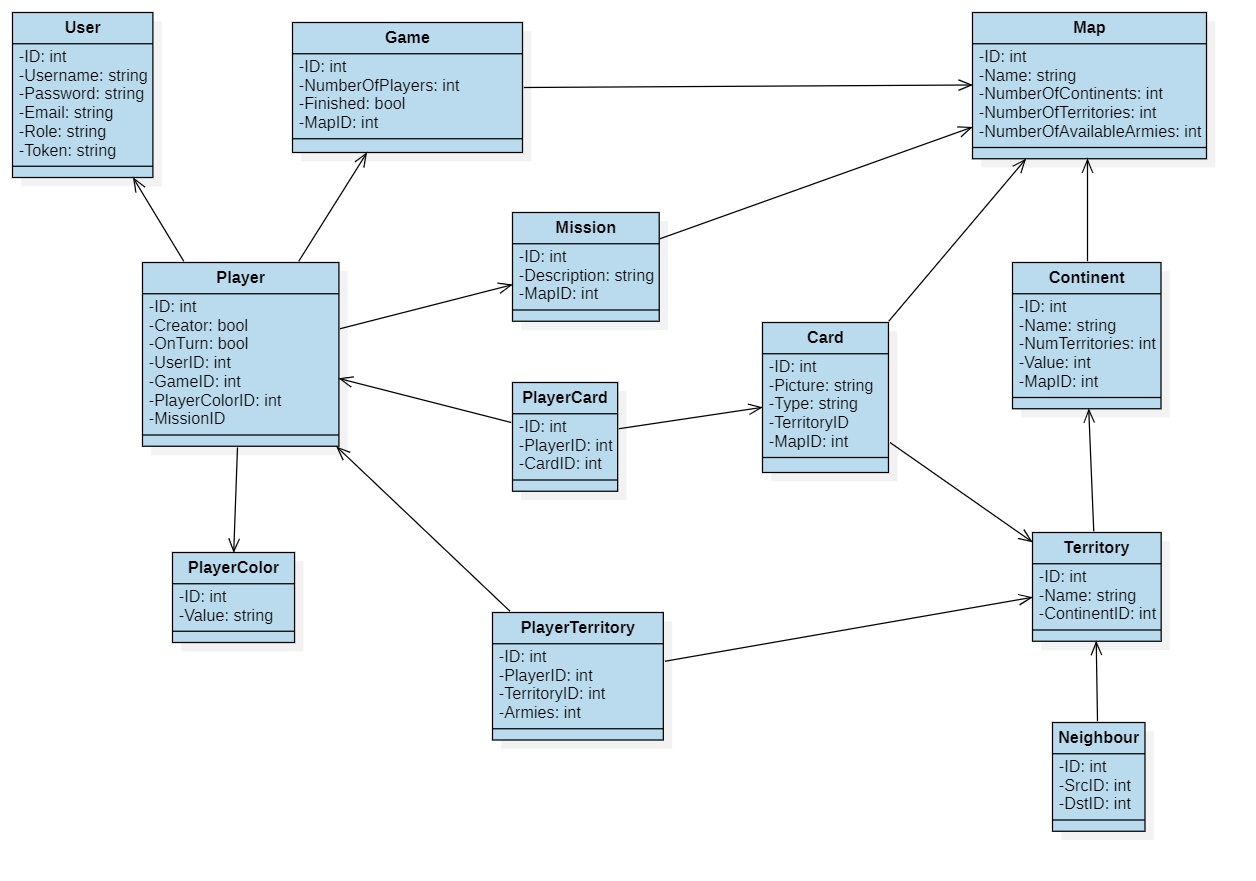 User
-ID: int
-Username: string
-Password: string
-Email: string
-Role: string
-Token: string
Game
-ID: int
-NumberOfPlayers: int
-Finished: bool
-MapID: int
Map
-ID: int
-Name: string
-NumberOfContinents: int
-NumberOfTerritories: int
-NumberOfAvailableArmies: int
Mission
-ID: int
-Description: string
-MapID: int
Player
-ID: int
-Creator: bool
-OnTurn: bool
-UserID: int
-GameID: int
-PlayerColorID: int
-MissionID
Continent
-ID: int
-Name: string
-NumTerritories: int
-Value: int
-MapID: int
Card
-ID: int
-Picture: string
-Type: string
-TerritoryID
-MapID: int
PlayerCard
-ID: int
-PlayerID: int
-CardID: int
PlayerColor
-ID: int
-Value: string
Territory
-ID: int
-Name: string
-ContinentID: int
PlayerTerritory
-ID: int
-PlayerID: int
-TerritoryID: int
-Armies: int
Neighbour
-ID: int
-SrcID: int
-DstID: int